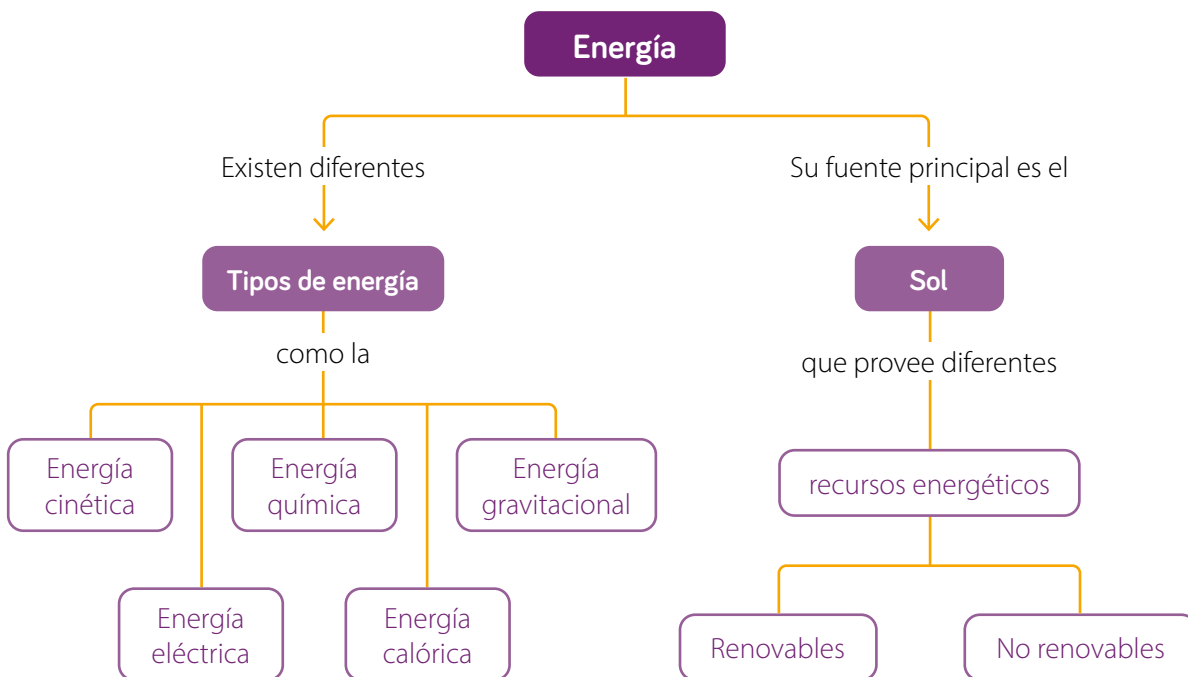 Energía
Existen diferentes
Su fuente principal es el
Tipos de energía
Sol
como la
que provee diferentes
Energía
cinética
Energía
química
Energía
gravitacional
recursos energéticos
Energía
eléctrica
Energía
calórica
Renovables
No renovables